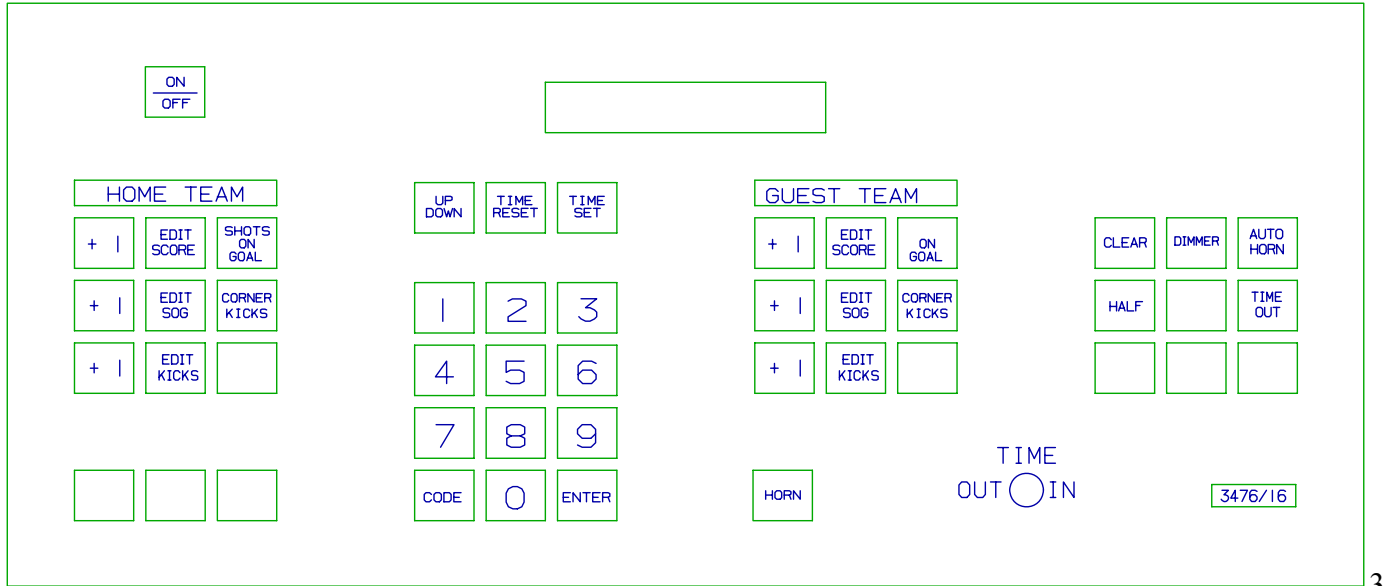 ON
OFF
HOME TEAM
+ 1
EDIT
SCORE
SHOTS
ON
GOAL
+ 1
EDIT
SOG
CORNER
KICKS
+ 1
EDIT
KICKS
UP
DOWN
TIME
RESET
TIME
SET
1
2
3
4
5
6
7
8
9
CODE
0
ENTER
GUEST TEAM
+ 1
EDIT
SCORE
ON
GOAL
+ 1
EDIT
SOG
CORNER
KICKS
+ 1
EDIT
KICKS
HORN
CLEAR
DIMMER
AUTO
HORN
HALF
TIME
OUT
TIME
OUT IN
3476/16